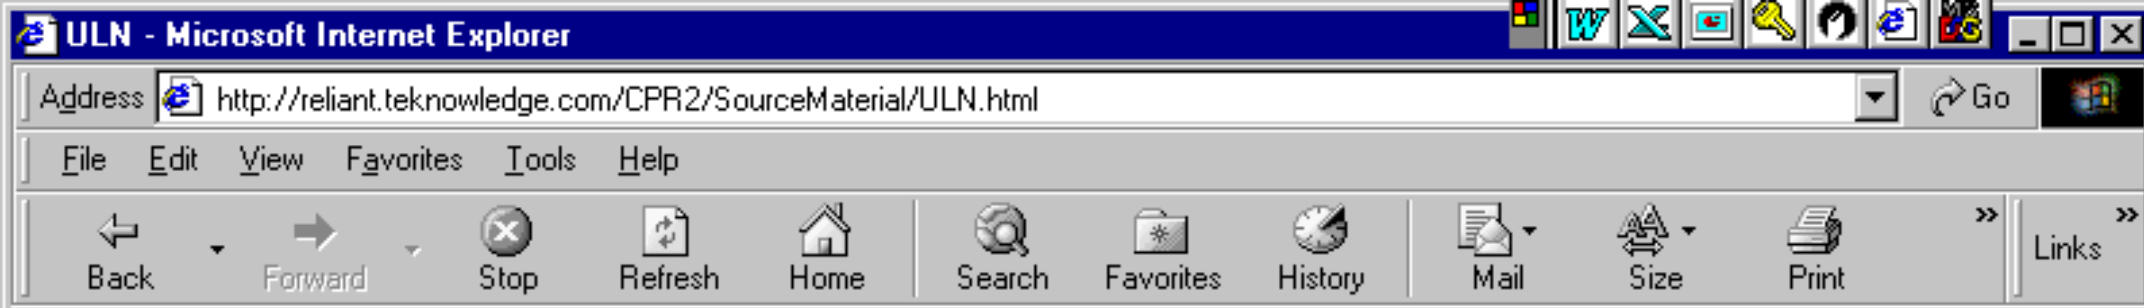 ULN - Microsoft Internet Explorer
Address http://reliant.teknowledge.com/CPR2/SourceMaterial/ULN.html Go
File Edit View Favorites Tools Help
Back Forward Stop Refresh Home Search Favorites History Mail Size Print Links